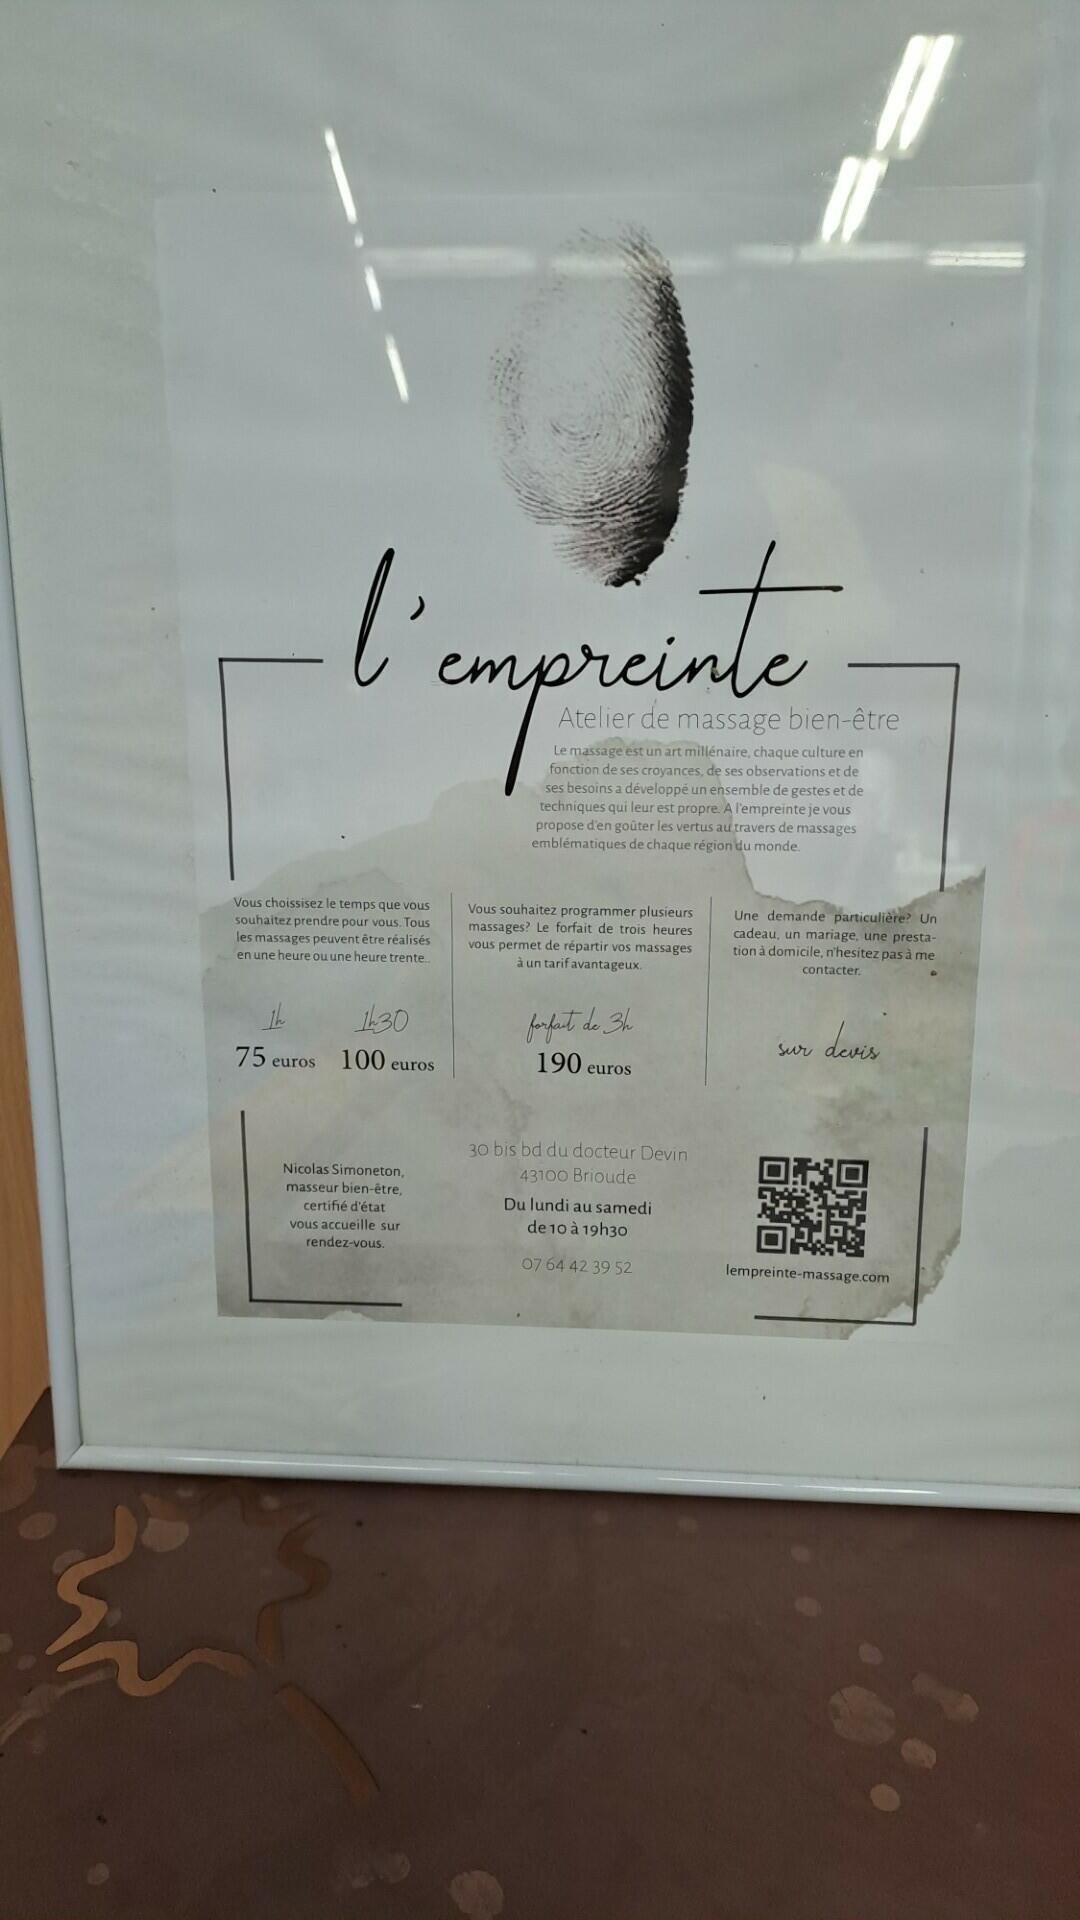 l'empreinte
Atelier de massage bien-être
Le massage est un art millénaire, chaque culture en
fonction de ses croyances, de ses observations et de
ses besoins a développé un ensemble de gestes et de
techniques qui leur est propre. A l'empreinte je vous
propose d'en goûter les vertus au travers de massages
emblématiques de chaque région du monde.
Vous choissisez le temps que vous
souhaitez prendre pour vous. Tous
les massages peuvent être réalisés
en une heure ou une heure trente..
1h
1h30
75 euros
100 euros
Vous souhaitez programmer plusieurs
massages? Le forfait de trois heures
vous permet de répartir vos massages
à un tarif avantageux.
forfait de 3h
190 euros
Une demande particulière? Un
cadeau, un mariage, une presta-
tion à domicile, n'hesitez pas à me
contacter.
sur devis
Nicolas Simoneton,
masseur bien-être,
certifié d'état
vous accueille sur
rendez-vous.
30 bis bd du docteur Devin
43100 Brioude
Du lundi au samedi
de 10 à 19h30
07 64 42 39 52
lempreinte-massage.com